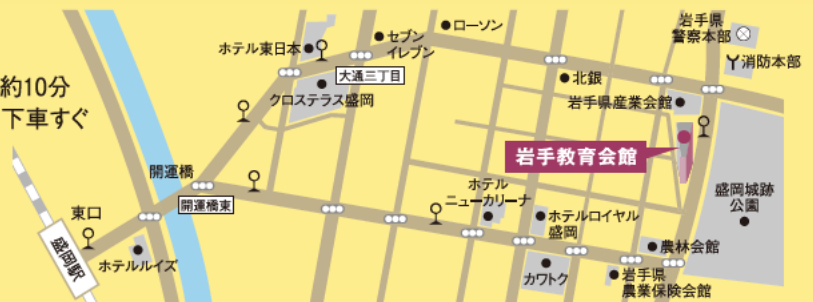 約10分
下車すぐ
ホテル東日本
セブン
イレブン
ローソン
岩手県
警察本部
消防本部
大通三丁目
クロステラス盛岡
北銀
岩手県産業会館
岩手教育会館
開運橋
開運橋東
東口
盛岡駅
ホテルルイズ
ホテル
ニューカリーナ
ホテルロイヤル
盛岡
カワトク
農林会館
岩手県
農業保険会館
盛岡城跡
公園